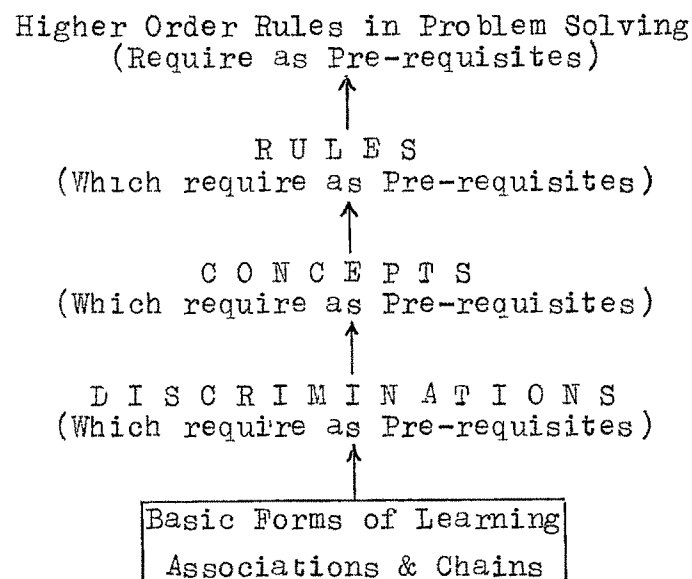 Higher Order Rules in Problem Solving
(Require as Pre-requisites)
R U L E S
(Which require as Pre-requisites)
C O N C E P T S
(Which require as Pre-requisites)
D I S C R I M I N A T I O N S
(Which require as Pre-requisites)
Basic Forms of Learning
Associations & Chains